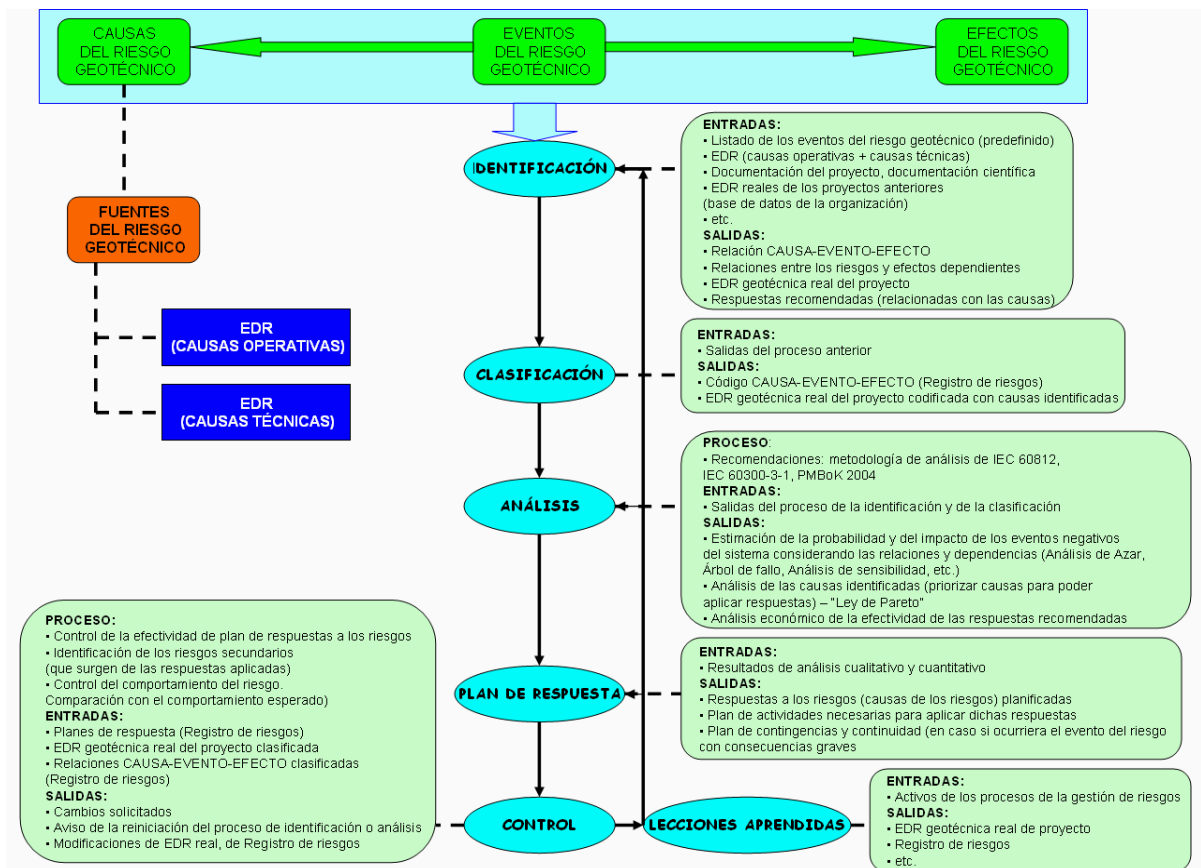 CAUSAS
DEL RIESGO
GEOTÉCNICO
EVENTOS
DEL RIESGO
GEOTÉCNICO
EFECTOS
DEL RIESGO
GEOTÉCNICO
FUENTES
DEL RIESGO
GEOTÉCNICO
EDR
(CAUSAS OPERATIVAS)
EDR
(CAUSAS TÉCNICAS)
IDENTIFICACIÓN
ENTRADAS:
• Listado de los eventos del riesgo geotécnico (predefinido)
• EDR (causas operativas + causas técnicas)
• Documentación del proyecto, documentación científica
• EDR reales de los proyectos anteriores
(base de datos de la organización)
• etc.
SALIDAS:
• Relación CAUSA-EVENTO-EFECTO
• Relaciones entre los riesgos y efectos dependientes
• EDR geotécnica real del proyecto
• Respuestas recomendadas (relacionadas con las causas)
CLASIFICACIÓN
ENTRADAS:
• Salidas del proceso anterior
SALIDAS:
• Código CAUSA-EVENTO-EFECTO (Registro de riesgos)
• EDR geotécnica real del proyecto codificada con causas identificadas
ANÁLISIS
PROCESO:
• Recomendaciones: metodología de análisis de IEC 60812,
IEC 60300-3-1, PMBoK 2004
ENTRADAS:
• Salidas del proceso de la identificación y de la clasificación
SALIDAS:
• Estimación de la probabilidad y del impacto de los eventos negativos
del sistema considerando las relaciones y dependencias (Análisis de Azar,
Árbol de fallo, Análisis de sensibilidad, etc.)
• Análisis de las causas identificadas (priorizar causas para poder
aplicar respuestas) – "Ley de Pareto"
• Análisis económico de la efectividad de las respuestas recomendadas
PLAN DE RESPUESTA
ENTRADAS:
• Resultados de análisis cualitativo y cuantitativo
SALIDAS:
• Respuestas a los riesgos (causas de los riesgos) planificadas
• Plan de actividades necesarias para aplicar dichas respuestas
• Plan de contingencias y continuidad (en caso si ocurriera el evento del riesgo
con consecuencias graves
PROCESO:
• Control de la efectividad de plan de respuestas a los riesgos
• Identificación de los riesgos secundarios
(que surgen de las respuestas aplicadas)
• Control del comportamiento del riesgo.
Comparación con el comportamiento esperado)
ENTRADAS:
• Planes de respuesta (Registro de riesgos)
• EDR geotécnica real del proyecto clasificada
• Relaciones CAUSA-EVENTO-EFECTO clasificadas
(Registro de riesgos)
SALIDAS:
• Cambios solicitados
• Aviso de la reiniciación del proceso de identificación o análisis
• Modificaciones de EDR real, de Registro de riesgos
CONTROL
LECCIONES APRENDIDAS
ENTRADAS:
• Activos de los procesos de la gestión de riesgos
SALIDAS:
• EDR geotécnica real de proyecto
• Registro de riesgos
• etc.